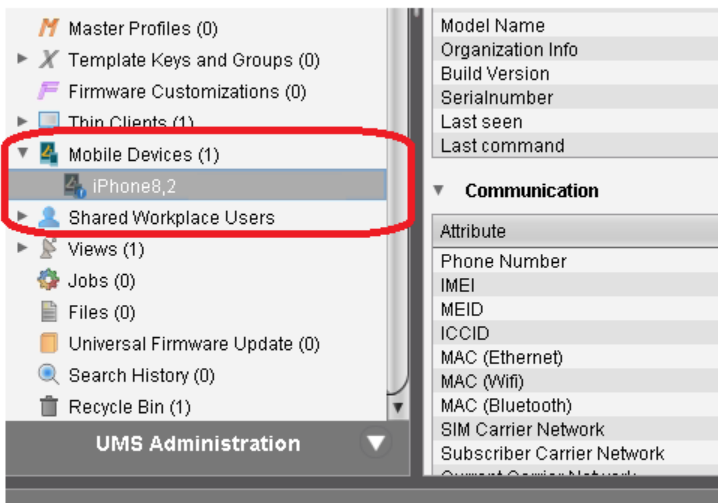 Master Profiles (0)
Template Keys and Groups (0)
Firmware Customizations (0)
Thin Clients (1)
Mobile Devices (1)
iPhone8,2
Shared Workplace Users
Views (1)
Jobs (0)
Files (0)
Universal Firmware Update (0)
Search History (0)
Recycle Bin (1)
UMS Administration
Model Name
Organization Info
Build Version
Serialnumber
Last seen
Last command
Communication
Attribute
Phone Number
IMEI
MEID
ICCID
MAC (Ethernet)
MAC (Wifi)
MAC (Bluetooth)
SIM Carrier Network
Subscriber Carrier Network
Current Carrier Network